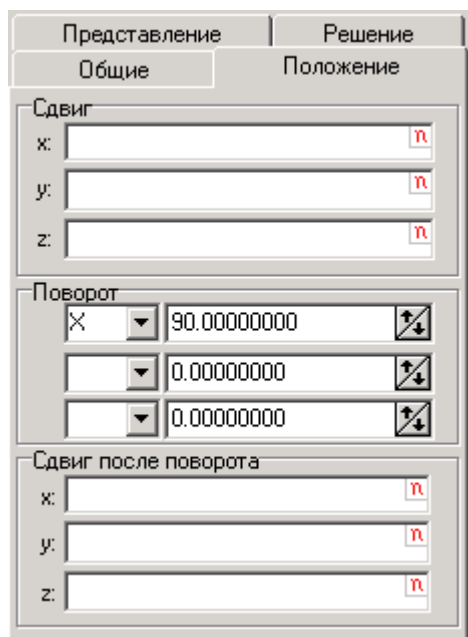 Представление Решение
Общие Положение
Сдвиг
x: n
y: n
z: n
Поворот
X 90.00000000
0.00000000
0.00000000
Сдвиг после поворота
x: n
y: n
z: n